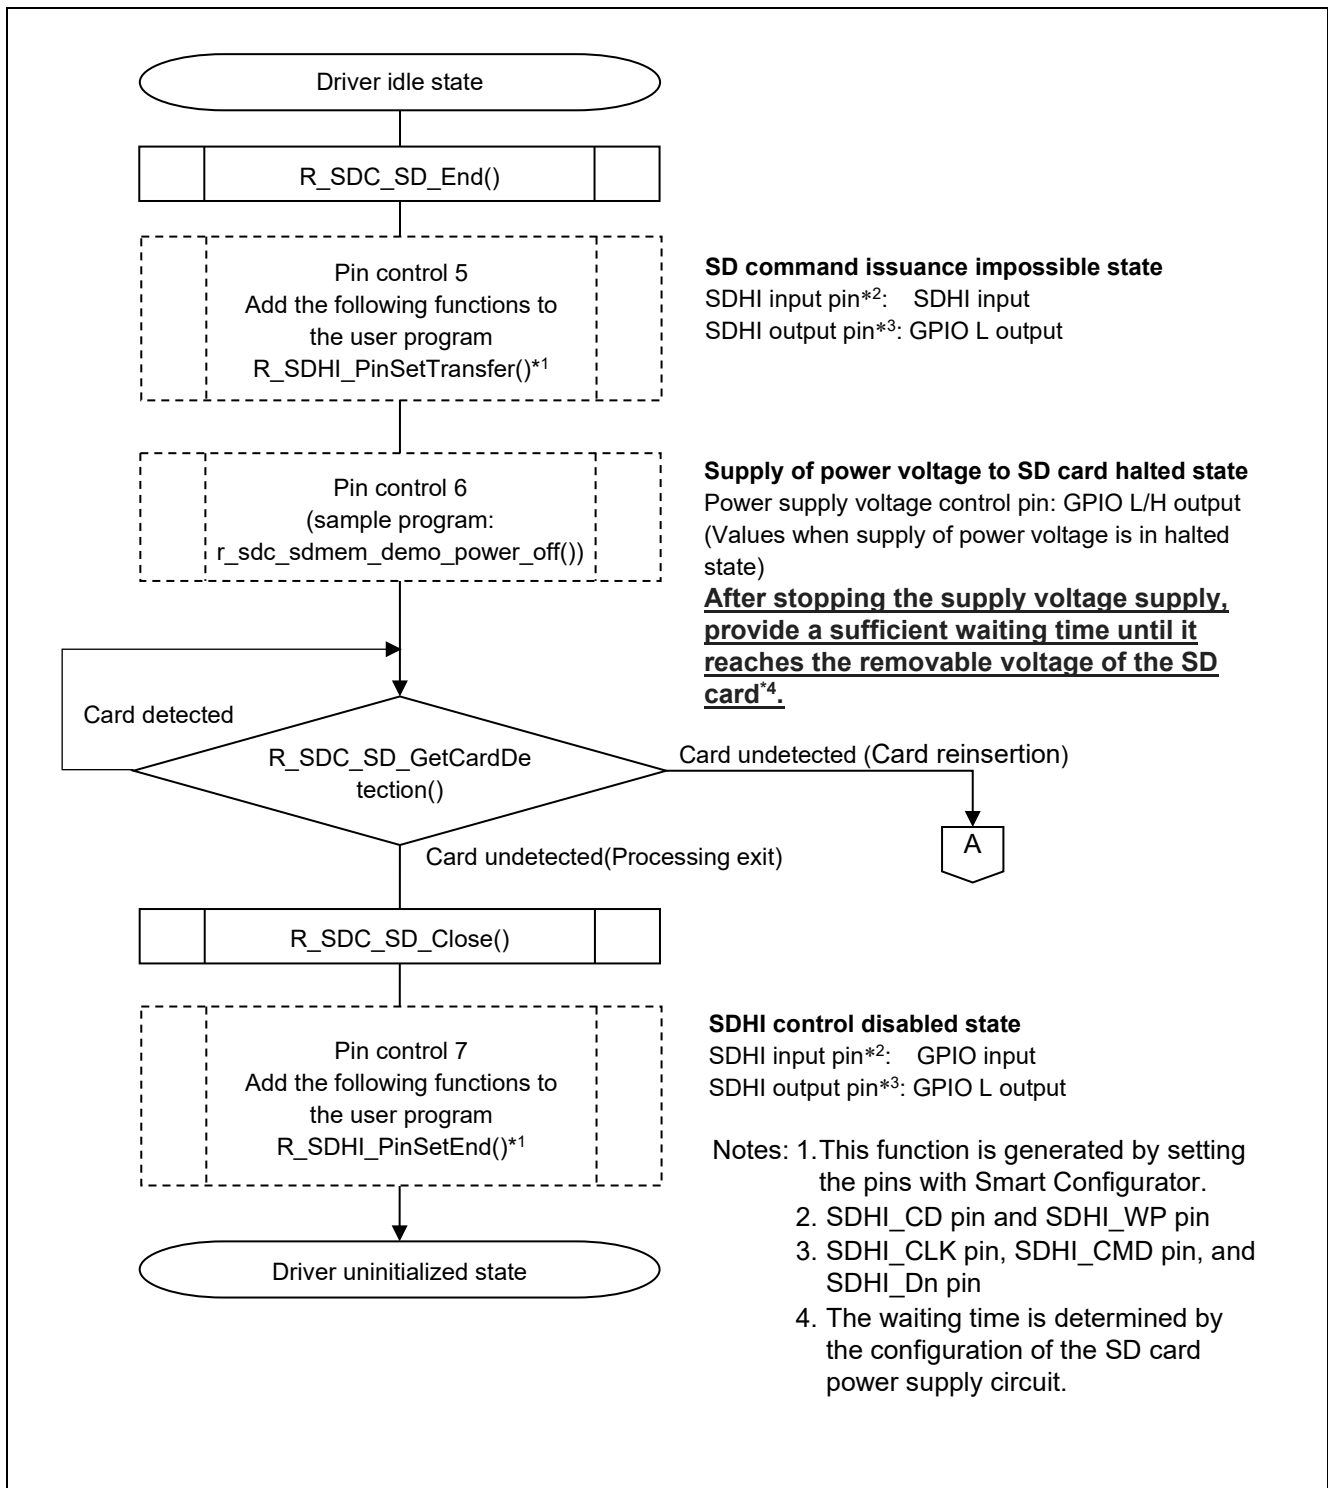 Driver idle state
R_SDC_SD_End()
Pin control 5
Add the following functions to
the user program
R_SDHI_PinSetTransfer()*1
SD command issuance impossible state
SDHI input pin*2: SDHI input
SDHI output pin*3: GPIO L output
Pin control 6
(sample program:
r_sdc_sdmem_demo_power_off())
Supply of power voltage to SD card halted state
Power supply voltage control pin: GPIO L/H output
(Values when supply of power voltage is in halted
state)
After stopping the supply voltage supply,
provide a sufficient waiting time until it
reaches the removable voltage of the SD
card*4.
Card detected
R_SDC_SD_GetCardDe
tection()
Card undetected (Card reinsertion)
A
Card undetected(Processing exit)
R_SDC_SD_Close()
Pin control 7
Add the following functions to
the user program
R_SDHI_PinSetEnd()*1
SDHI control disabled state
SDHI input pin*2: GPIO input
SDHI output pin*3: GPIO L output
Driver uninitialized state
Notes: 1.This function is generated by setting
the pins with Smart Configurator.
2. SDHI_CD pin and SDHI_WP pin
3. SDHI_CLK pin, SDHI_CMD pin, and
SDHI_Dn pin
4. The waiting time is determined by
the configuration of the SD card
power supply circuit.